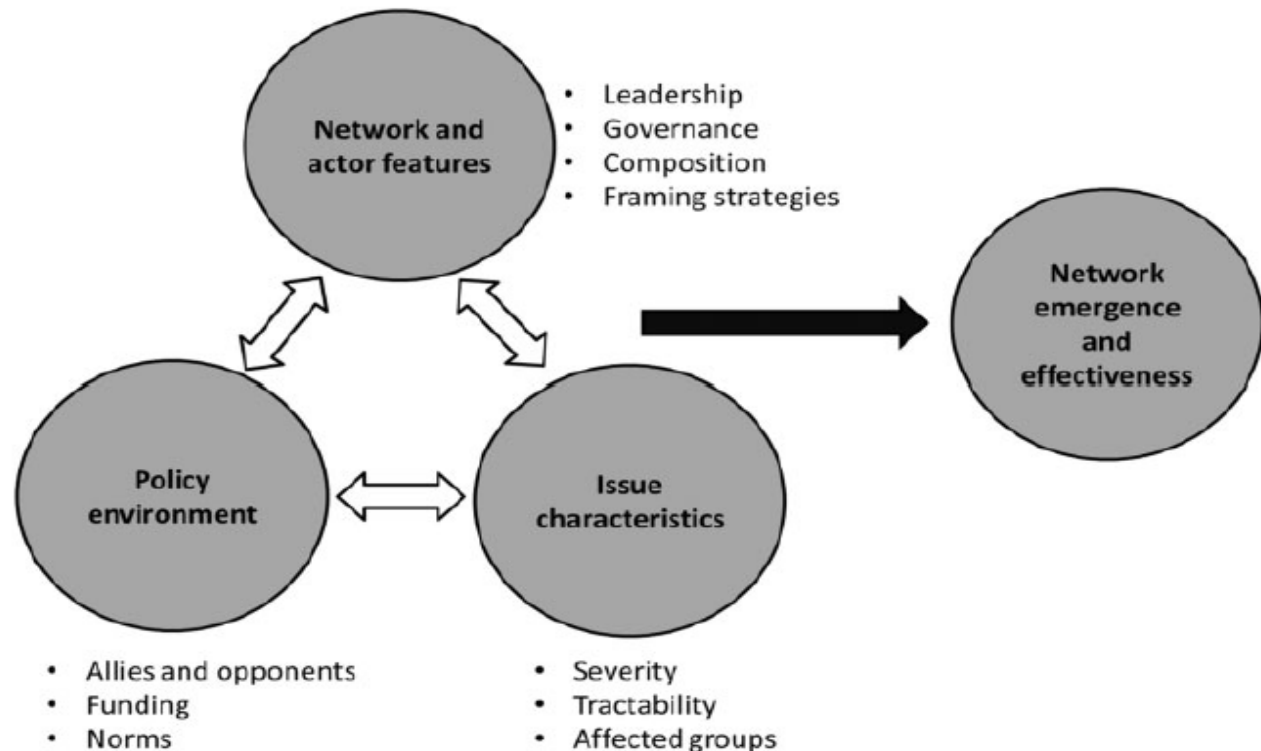 Network and
actor features
• Leadership
• Governance
• Composition
• Framing strategies
Network
emergence
and
effectiveness
Policy
environment
Issue
characteristics
• Allies and opponents
• Funding
• Norms
• Severity
• Tractability
• Affected groups